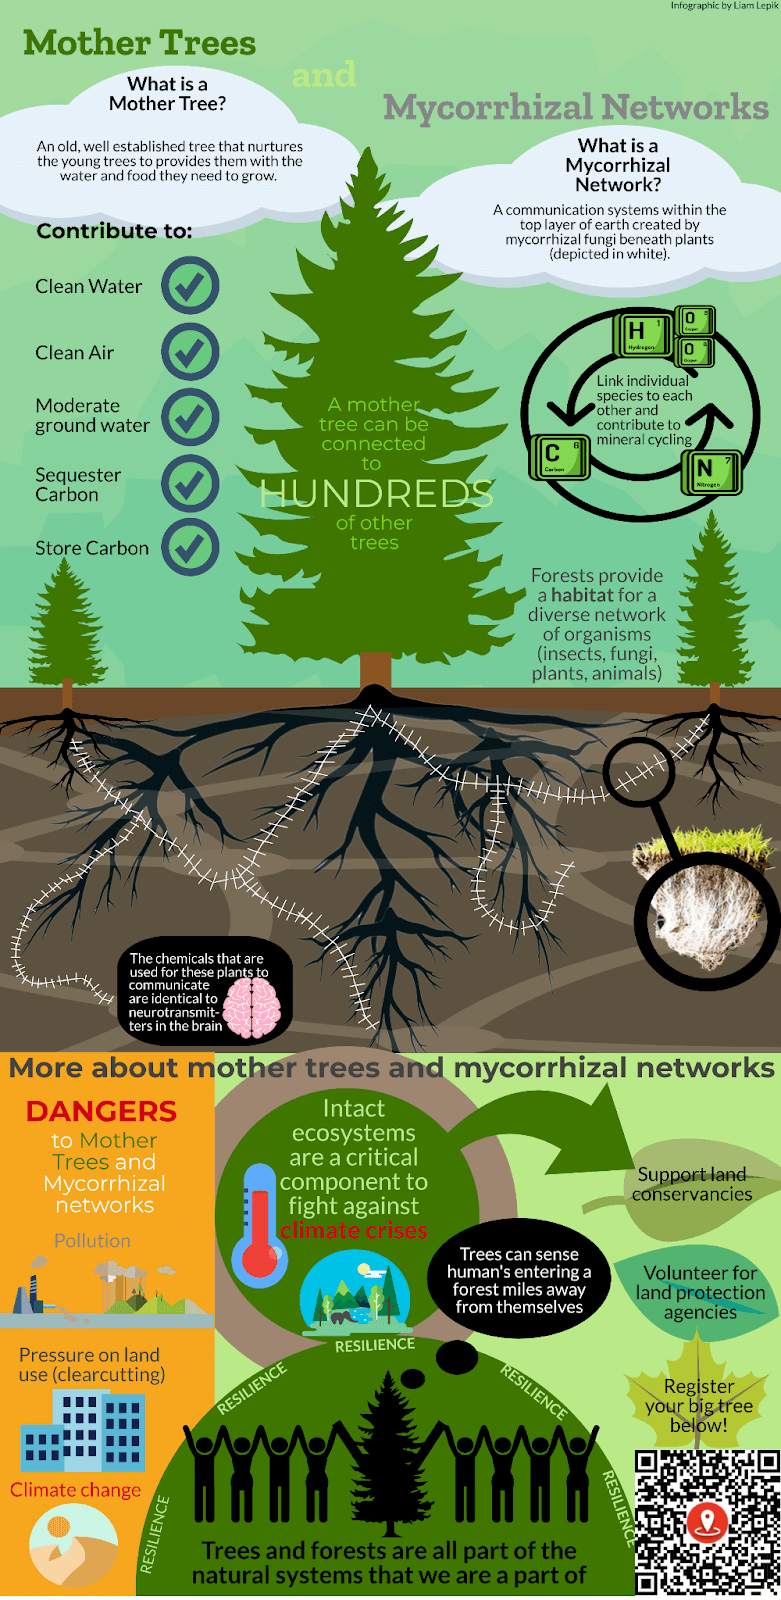 Infographic by Liam Lepik
Mother Trees
and
Mycorrhizal Networks
What is a
Mother Tree?
An old, well established tree that nurtures
the young trees to provides them with the
water and food they need to grow.
What is a
Mycorrhizal
Network?
A communication systems within the
top layer of earth created by
mycorrhizal fungi beneath plants
(depicted in white).
Contribute to:
Clean Water
Clean Air
Moderate
ground water
Sequester
Carbon
Store Carbon
A mother
tree can be
connected
to
HUNDREDS
of other
trees
H 1
Hydrogen
O 8
Oxygen
O 8
Oxygen
Link individual
species to each
other and
contribute to
mineral cycling
C 6
Carbon
N 7
Nitrogen
Forests provide
a habitat for a
diverse network
of organisms
(insects, fungi,
plants, animals)
The chemicals that are
used for these plants to
communicate
are identical to
neurotransmit-
ters in the brain
More about mother trees and mycorrhizal networks
DANGERS
to Mother
Trees and
Mycorrhizal
networks
Pollution
Pressure on land
use (clearcutting)
Climate change
Intact
ecosystems
are a critical
component to
fight against
climate crises
Trees can sense
human's entering a
forest miles away
from themselves
Support land
conservancies
Volunteer for
land protection
agencies
Register
your big tree
below!
RESILIENCE
RESILIENCE
RESILIENCE
RESILIENCE
RESILIENCE
Trees and forests are all part of the
natural systems that we are a part of